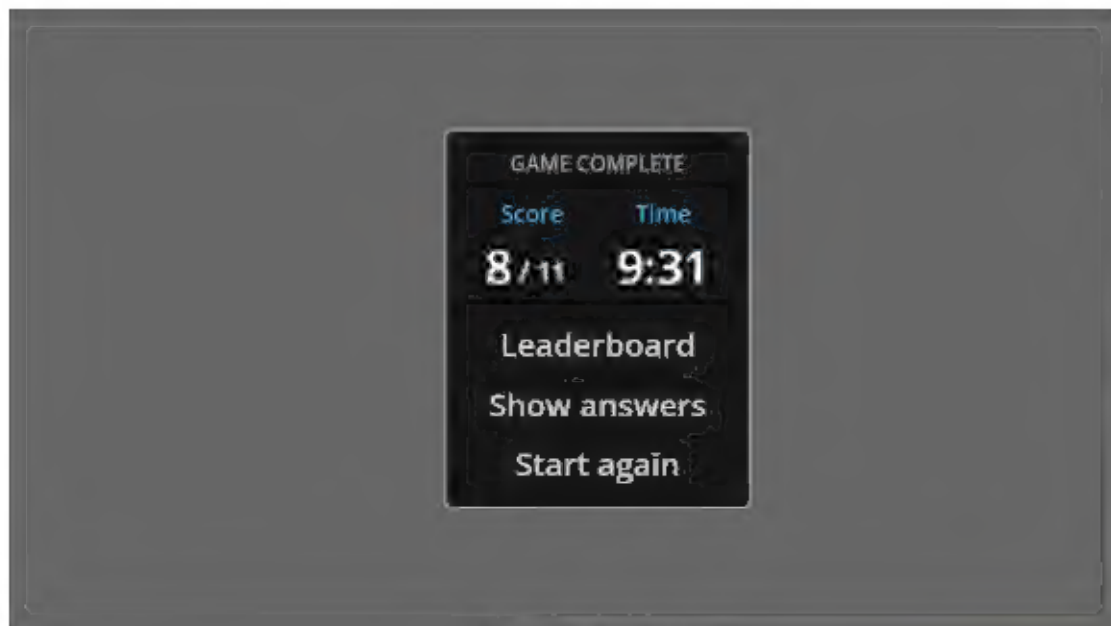 GAME COMPLETE
Score Time
8 / 11 9:31
Leaderboard
Show answers
Start again